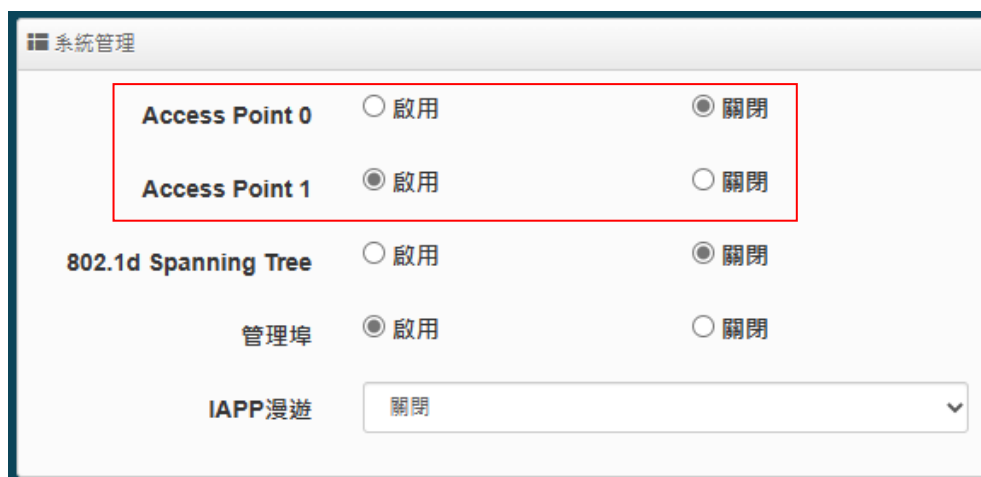 系統管理
Access Point 0 啟用 關閉
Access Point 1 啟用 關閉
802.1d Spanning Tree 啟用 關閉
管理埠 啟用 關閉
IAPP漫遊 關閉